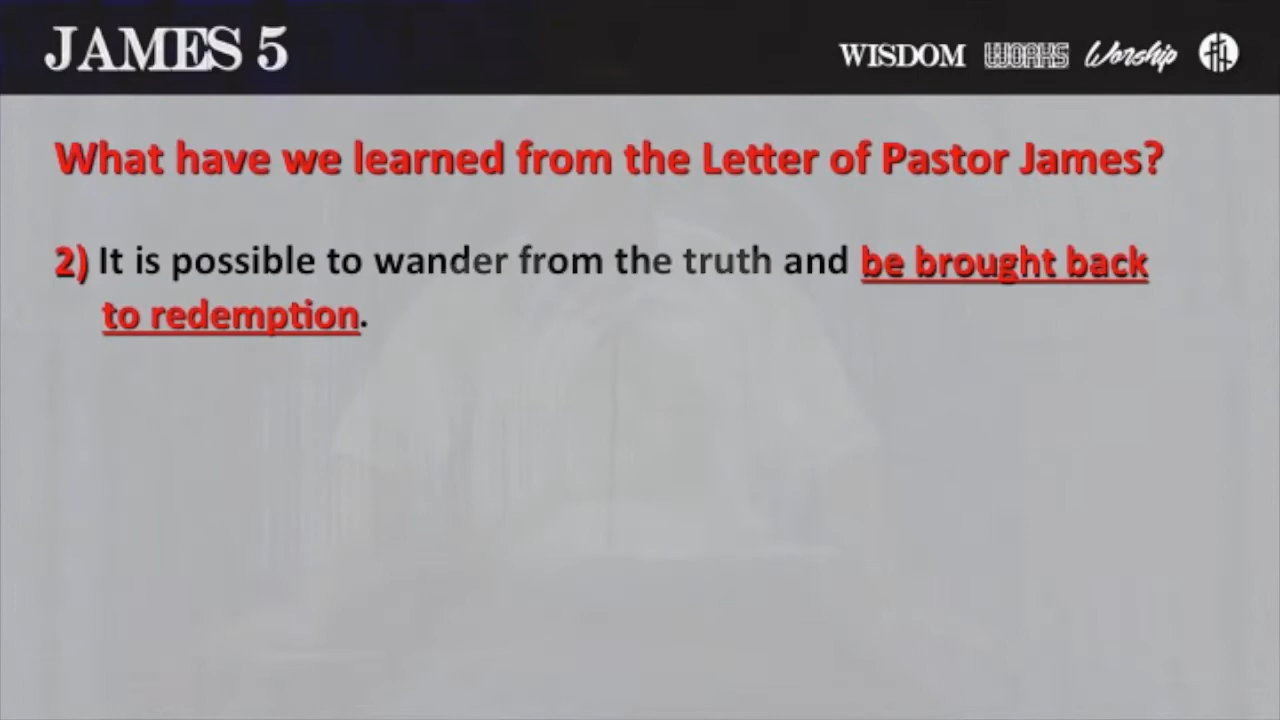 JAMES 5
WISDOM WORKS Worship
What have we learned from the Letter of Pastor James?
2) It is possible to wander from the truth and be brought back
to redemption.